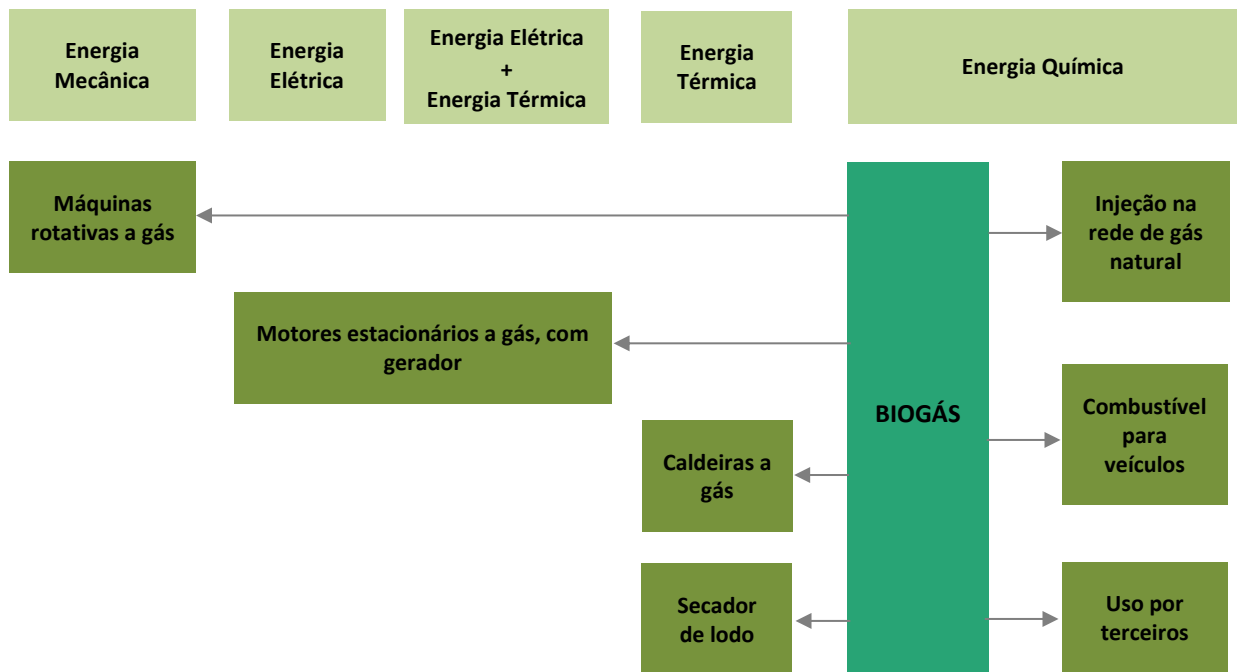 Energia
Mecânica
Energia
Elétrica
Energia Elétrica
+
Energia Térmica
Energia
Térmica
Energia Química
Máquinas
rotativas a gás
Injeção na
rede de gás
natural
Motores estacionários a gás, com
gerador
BIOGÁS
Combustível
para
veículos
Caldeiras a
gás
Secador
de lodo
Uso por
terceiros